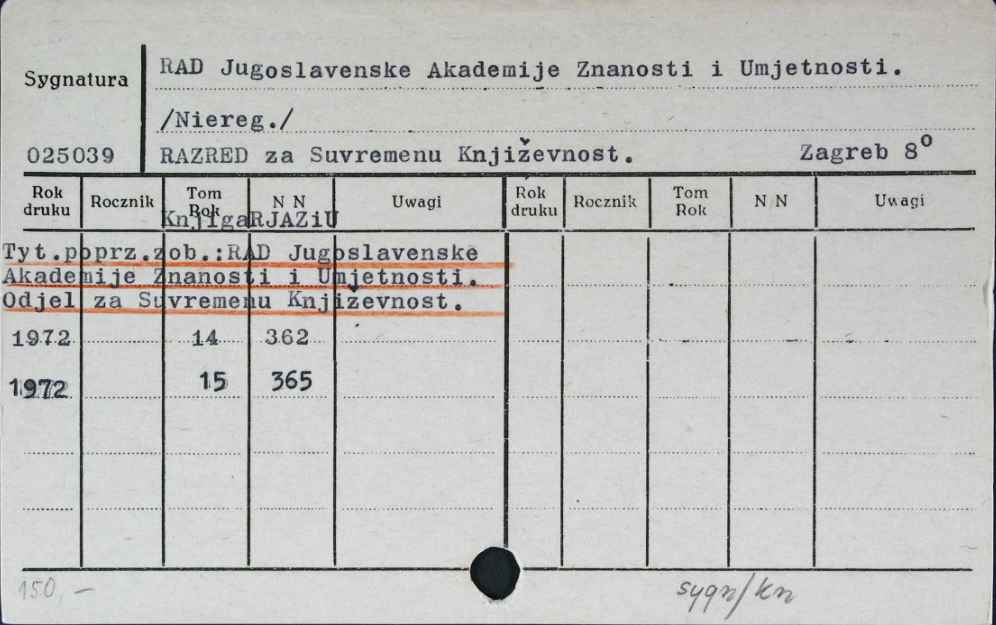 RAD Jugoslavenske Akademije Znanosti i Umjetnosti.
Sygnatura
/Niereg./
025039 RAZRED za Suvremenu Književnost. Zagreb 8°
Rok druku Rocznik Tom Rok N N Uwagi Rok druku Rocznik Tom Rok N N Uwagi
KnjigaRJAZiU
Tyt.poprz.zob.:RAD Jugoslavenske
Akademije Znanosti i Umjetnosti.
Odjel za Suvremenu Književnost.
1972 14 362
1972 15 365
150,—
sygn/kn